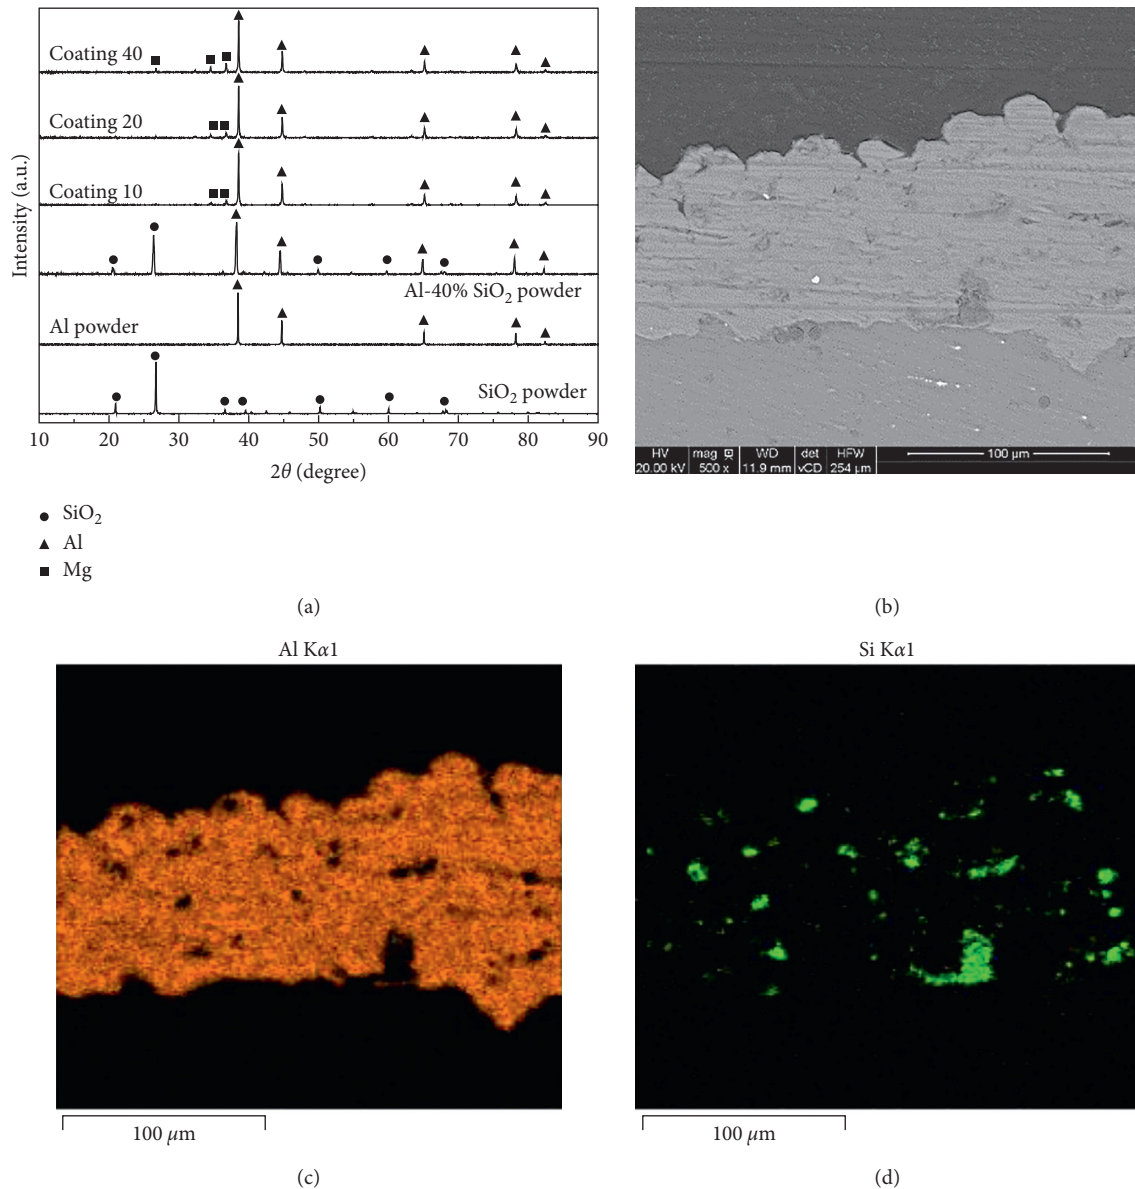 Coating 40
Coating 20
Coating 10
Al-40% SiO2 powder
Al powder
SiO2 powder
Intensity (a.u.)
10 20 30 40 50 60 70 80 90
2θ (degree)
SiO2
Al
Mg
(a)
HV mag WD det HFW 100 µm
20.00 kV 500 x 11.9 mm vCD 254 µm
(b)
Al Kα1
100 µm
(c)
Si Kα1
100 µm
(d)